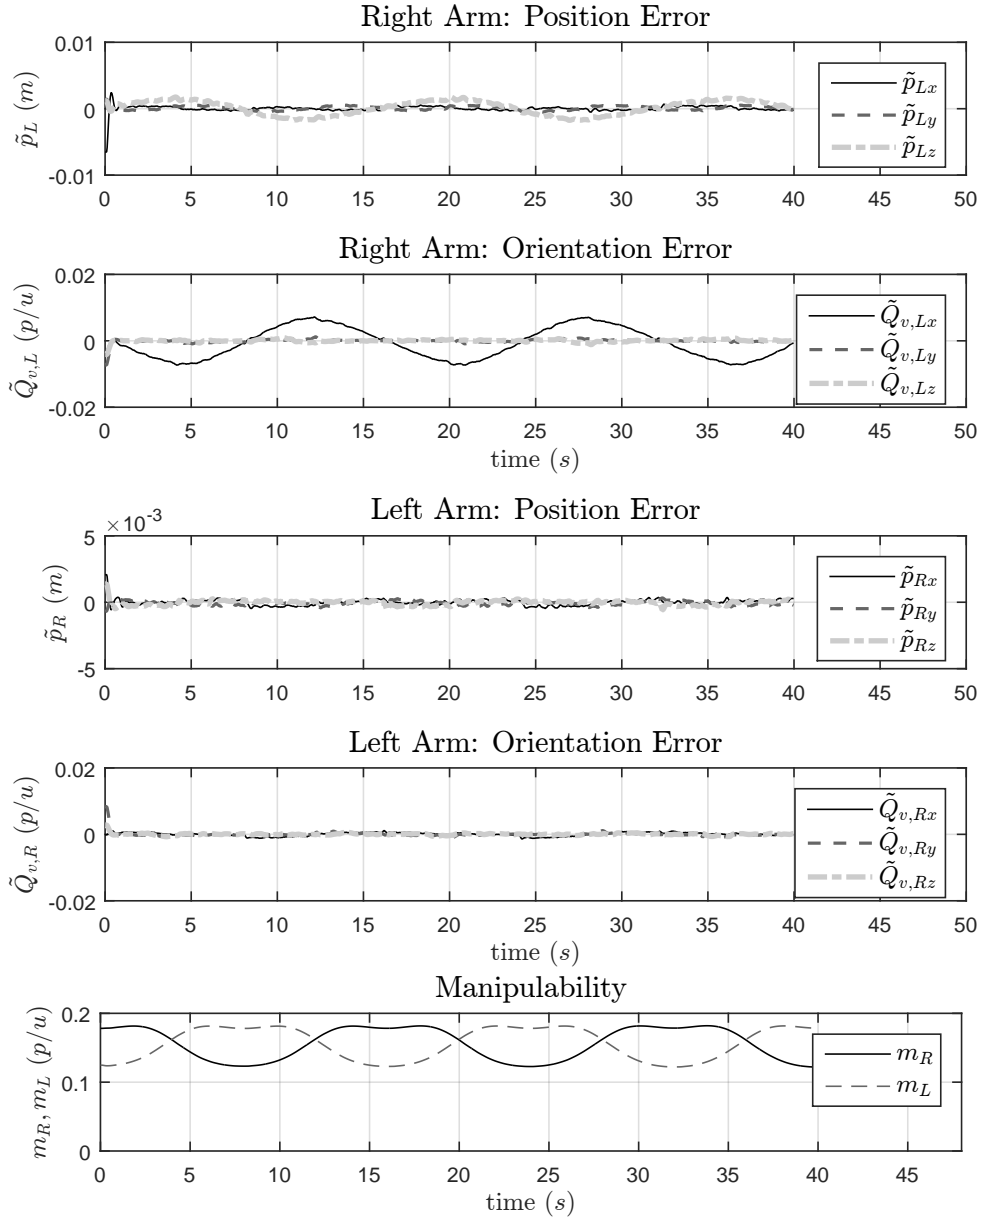 Right Arm: Position Error
p̃_L (m)
0.01
0
-0.01
p̃_Lx
p̃_Ly
p̃_Lz
0 5 10 15 20 25 30 35 40 45 50
Right Arm: Orientation Error
Q̃_v,L (p/u)
0.02
0
-0.02
Q̃_v,Lx
Q̃_v,Ly
Q̃_v,Lz
0 5 10 15 20 25 30 35 40 45 50
time (s)
Left Arm: Position Error
×10⁻³
p̃_R (m)
5
0
-5
p̃_Rx
p̃_Ry
p̃_Rz
0 5 10 15 20 25 30 35 40 45 50
Left Arm: Orientation Error
Q̃_v,R (p/u)
0.02
0
-0.02
Q̃_v,Rx
Q̃_v,Ry
Q̃_v,Rz
0 5 10 15 20 25 30 35 40 45 50
time (s)
Manipulability
m_R, m_L (p/u)
0.2
0.1
0
m_R
m_L
0 5 10 15 20 25 30 35 40 45
time (s)